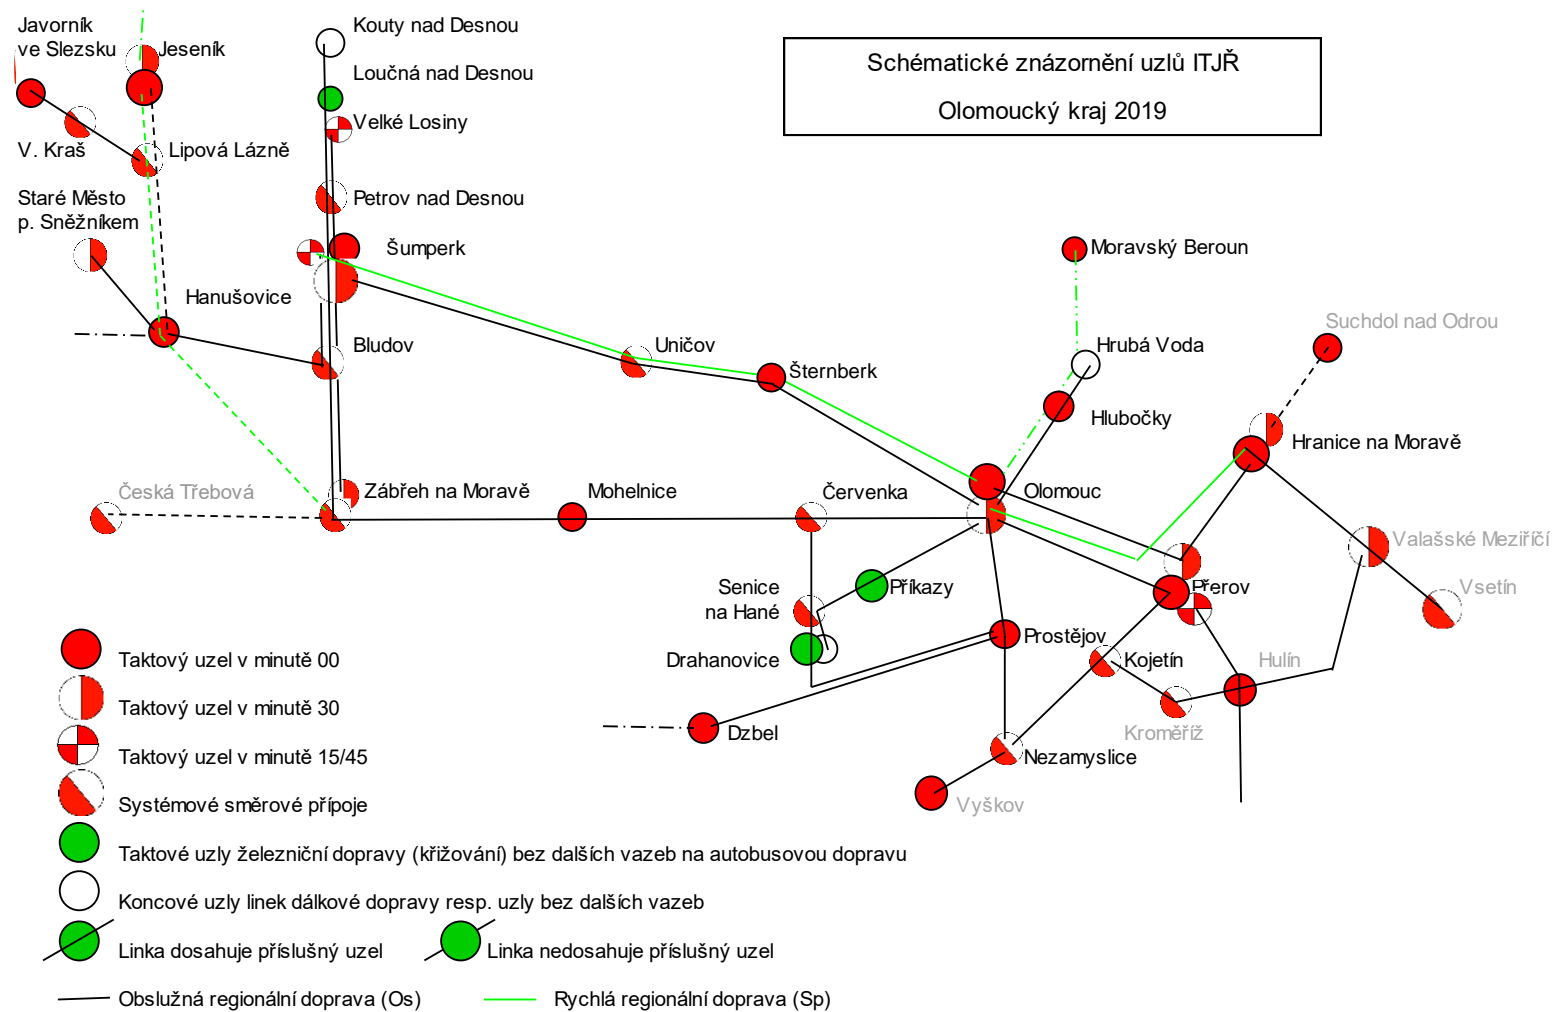 Schématické znázornění uzlů ITJŘ
Olomoucký kraj 2019
Javorník
ve Slezsku
Jeseník
Kouty nad Desnou
Loučná nad Desnou
Velké Losiny
V. Kraš
Lipová Lázně
Staré Město
p. Sněžníkem
Petrov nad Desnou
Šumperk
Moravský Beroun
Hanušovice
Bludov
Uničov
Šternberk
Hrubá Voda
Suchdol nad Odrou
Hlubočky
Hranice na Moravě
Česká Třebová
Zábřeh na Moravě
Mohelnice
Červenka
Olomouc
Valašské Meziříčí
Senice
na Hané
Příkazy
Přerov
Vsetín
Drahanovice
Prostějov
Kojetín
Hulín
Dzbel
Kroměříž
Nezamyslice
Vyškov
Taktový uzel v minutě 00
Taktový uzel v minutě 30
Taktový uzel v minutě 15/45
Systémové směrové přípoje
Taktové uzly železniční dopravy (křižování) bez dalších vazeb na autobusovou dopravu
Koncové uzly linek dálkové dopravy resp. uzly bez dalších vazeb
Linka dosahuje příslušný uzel
Linka nedosahuje příslušný uzel
Obslužná regionální doprava (Os)
Rychlá regionální doprava (Sp)